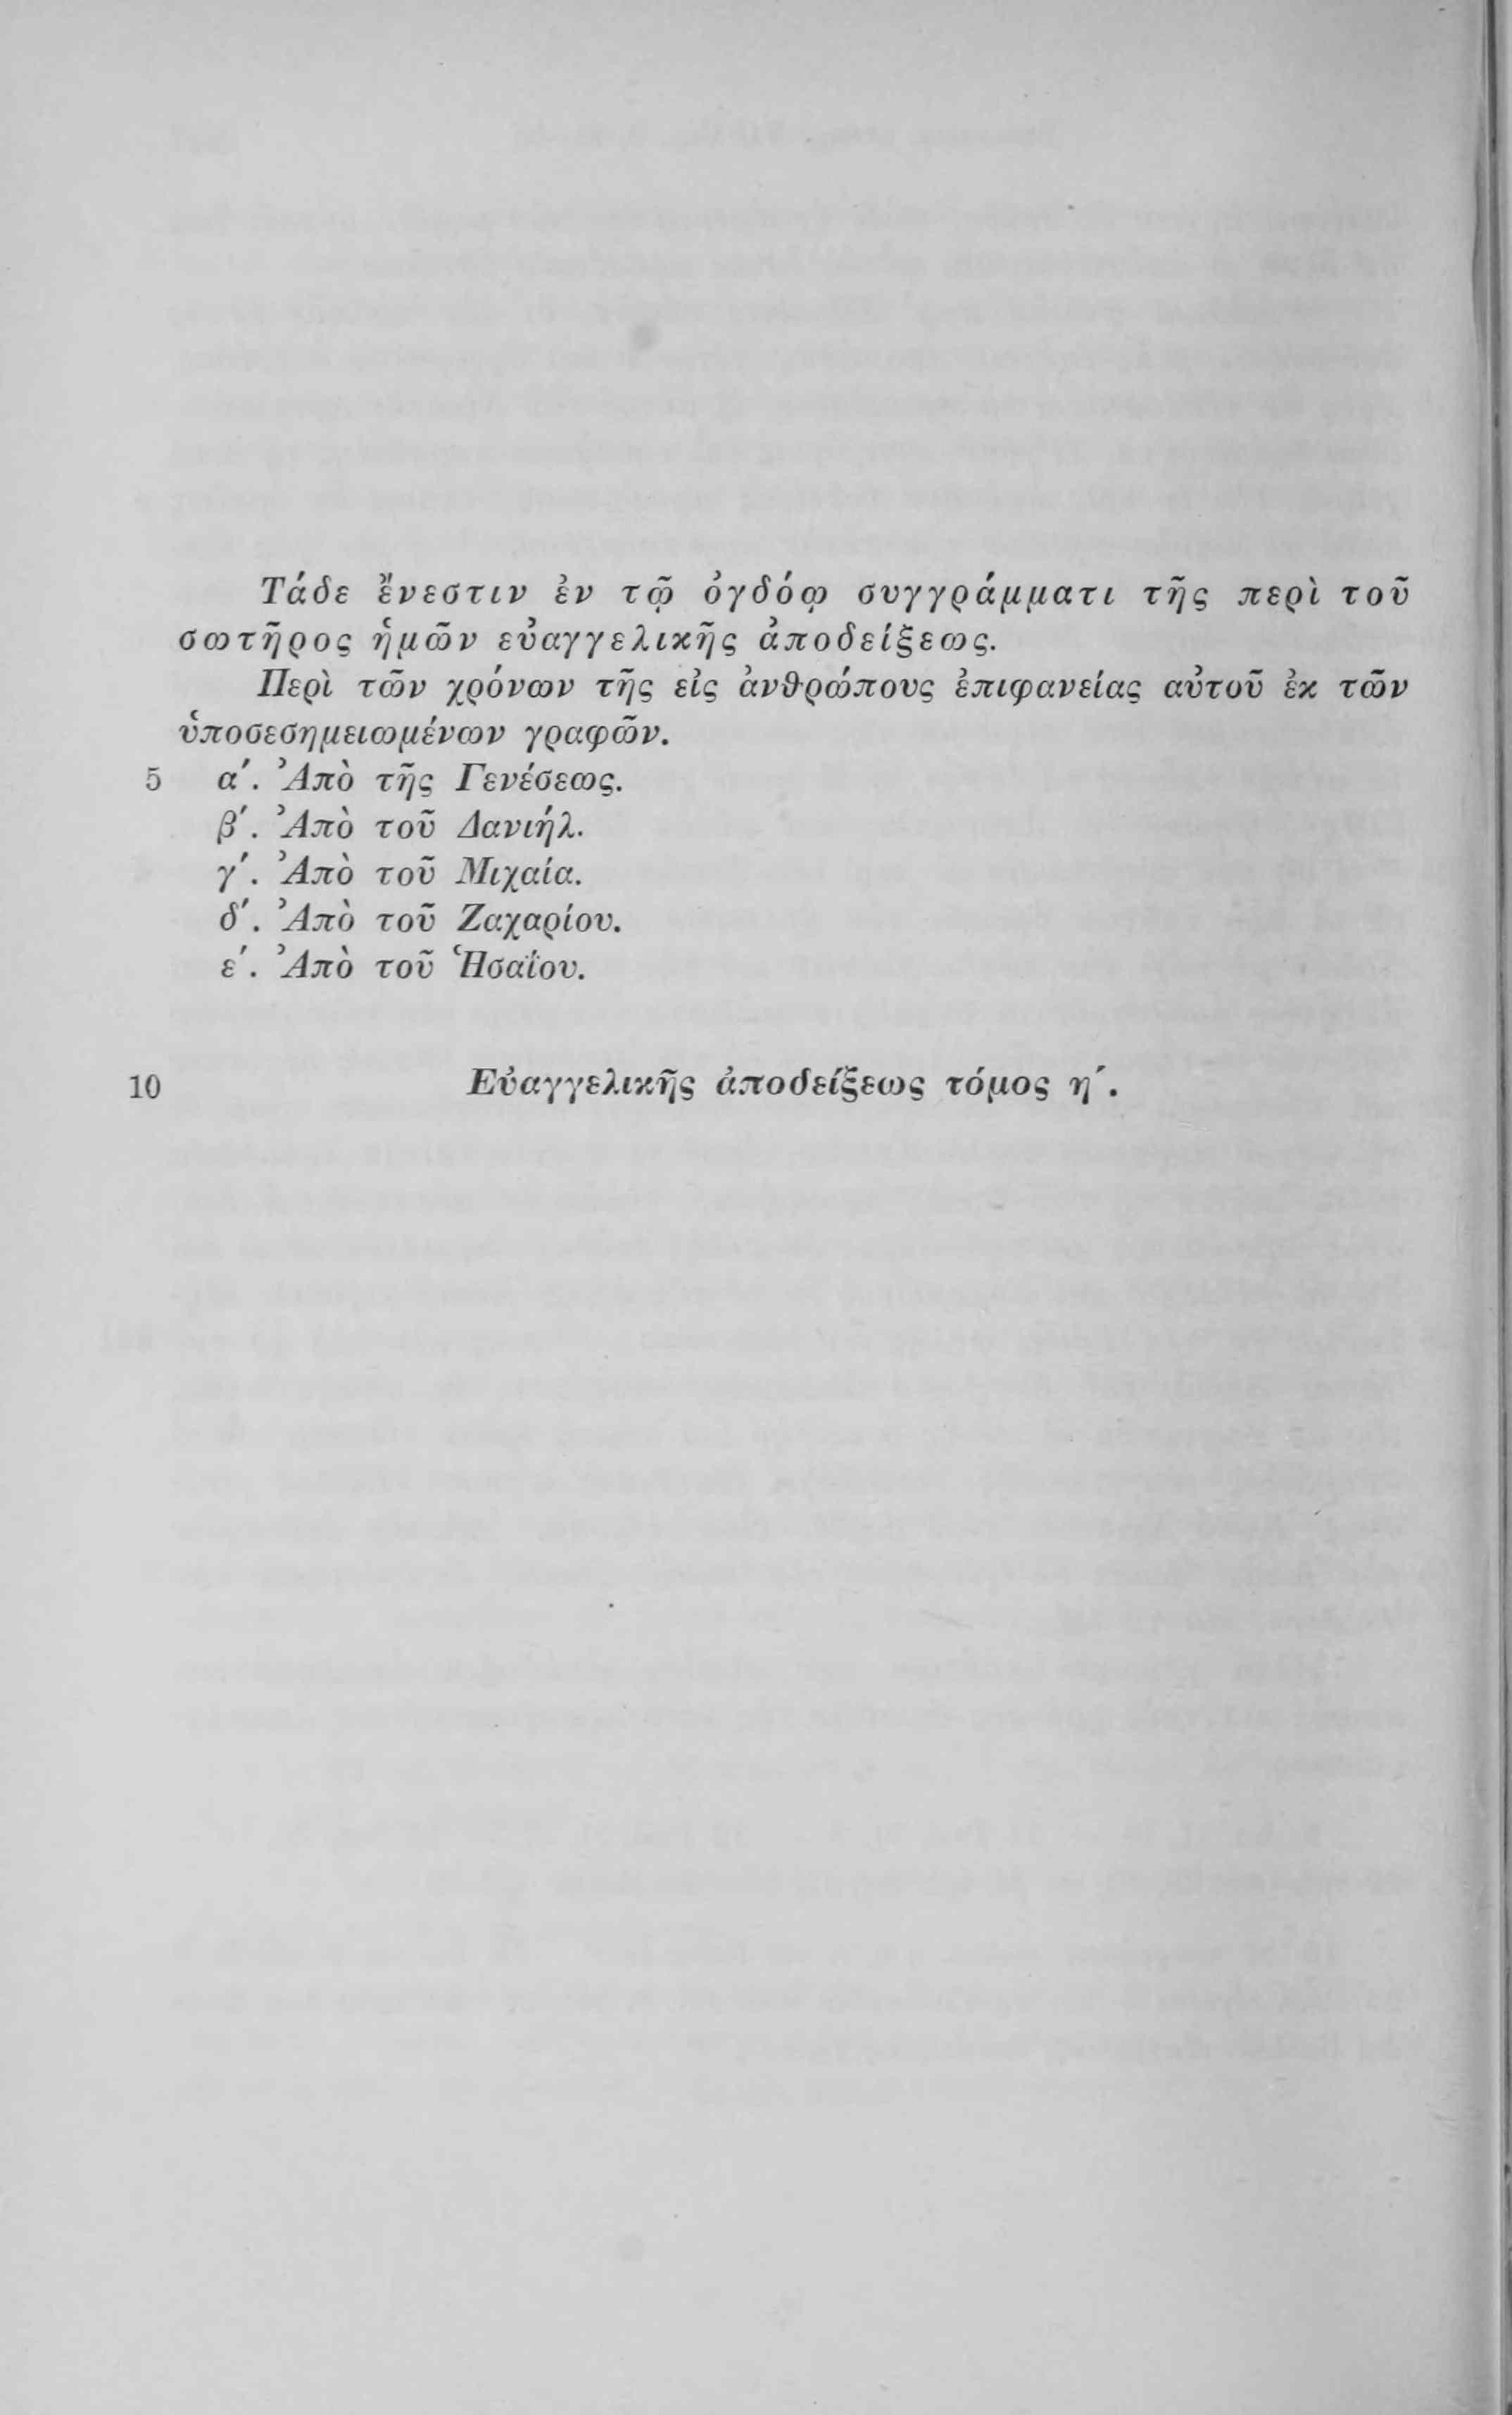 Τάδε ἔνεστιν ἐν τῷ ὀγδόῳ συγγράμματι τῆς περὶ τοῦ
σωτῆρος ἡμῶν εὐαγγελικῆς ἀποδείξεως.
Περὶ τῶν χρόνων τῆς εἰς ἀνθρώπους ἐπιφανείας αὐτοῦ ἐκ τῶν
ὑποσεσημειωμένων γραφῶν.
5 α΄. Ἀπὸ τῆς Γενέσεως.
β΄. Ἀπὸ τοῦ Δανιήλ.
γ΄. Ἀπὸ τοῦ Μιχαία.
δ΄. Ἀπὸ τοῦ Ζαχαρίου.
ε΄. Ἀπὸ τοῦ Ἡσαΐου.
10 Εὐαγγελικῆς ἀποδείξεως τόμος η΄.